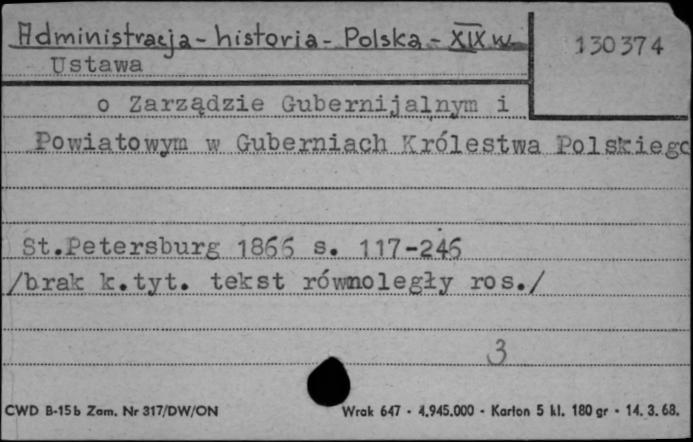 Administracja - historia - Polska - XIX w.
130374
Ustawa
o Zarządzie Gubernijalnym i
Powiatowym w Guberniach Królestwa Polskiego
St.Petersburg 1866 s. 117-246
/brak k.tyt. tekst równoległy ros./
3
CWD B-15b Zam. Nr 317/DW/ON
Wrak 647 - 4.945.000 - Karton 5 kl. 180 gr - 14. 3. 68.